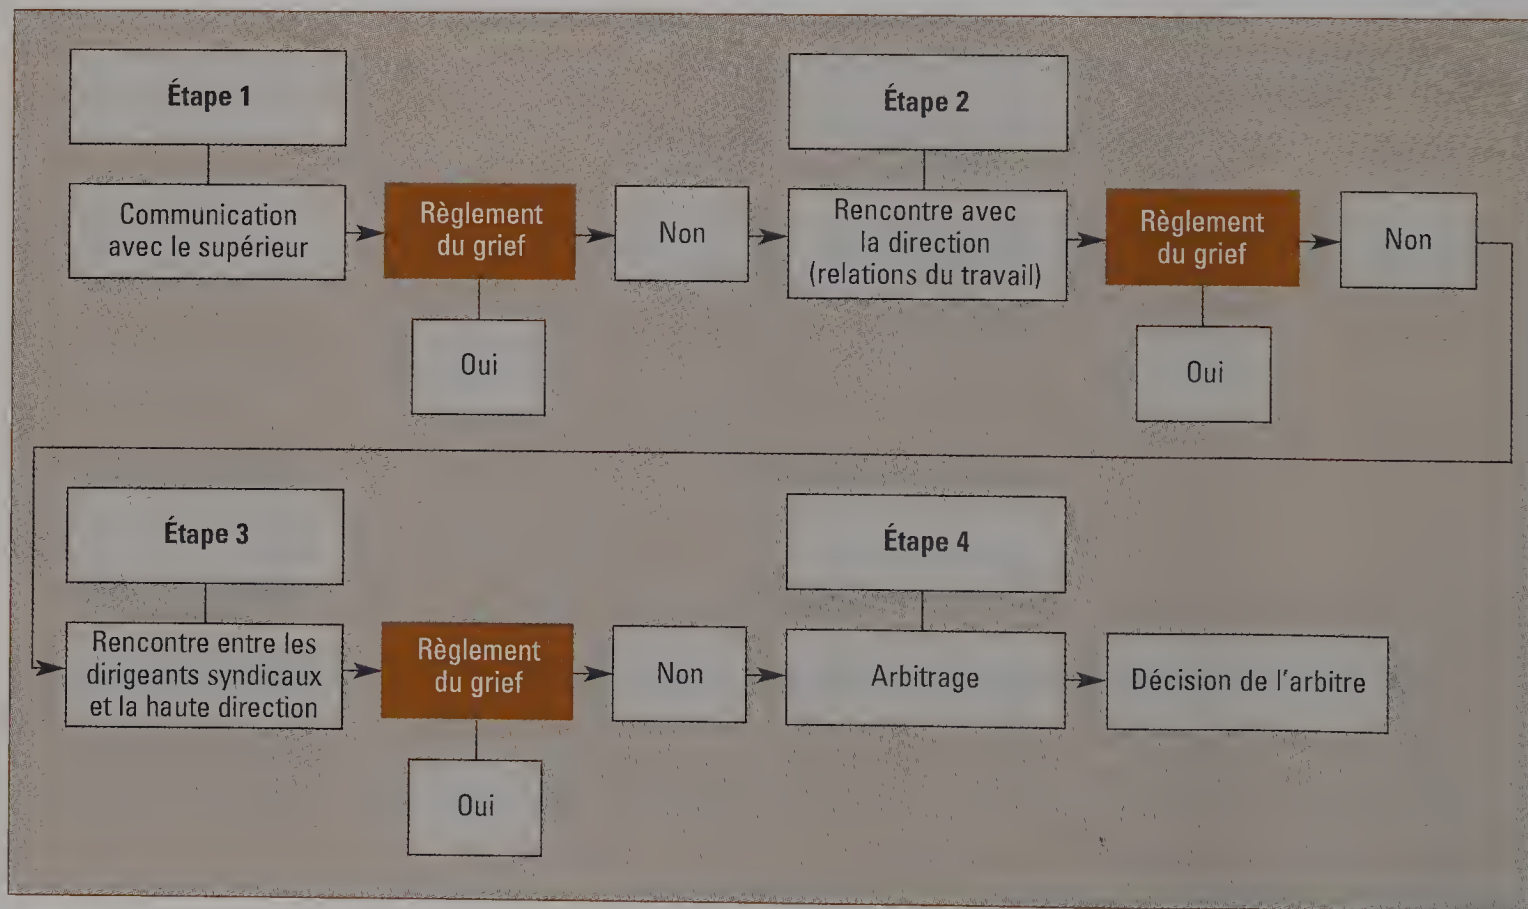 Étape 1
Communication
avec le supérieur
Règlement
du grief
Oui
Non
Étape 2
Rencontre avec
la direction
(relations du travail)
Règlement
du grief
Oui
Non
Étape 3
Rencontre entre les
dirigeants syndicaux
et la haute direction
Règlement
du grief
Oui
Non
Étape 4
Arbitrage
Décision de l'arbitre